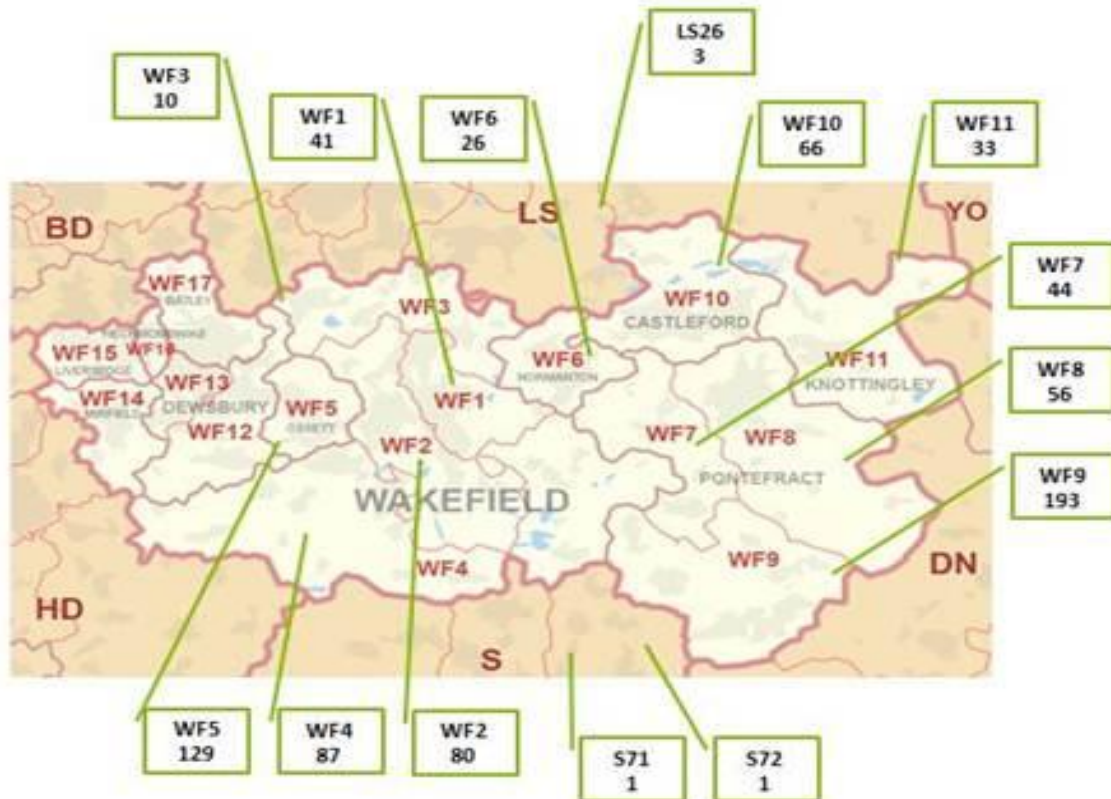 LS26
3
WF3
10
WF1
41
WF6
26
WF10
66
WF11
33
BD
LS
YO
WF7
44
WF17
BATLEY
WF3
WF10
CASTLEFORD
WF15
LIVERSEDGE
WF16
WF6
NORMANTON
WF11
KNOTTINGLEY
WF8
56
WF14
MIRFIELD
WF13
DEWSBURY
WF5
OSSETT
WF1
WF12
WF2
WF7
WF8
PONTEFRACT
WAKEFIELD
WF9
193
WF4
WF9
DN
HD
S
WF5
129
WF4
87
WF2
80
S71
1
S72
1